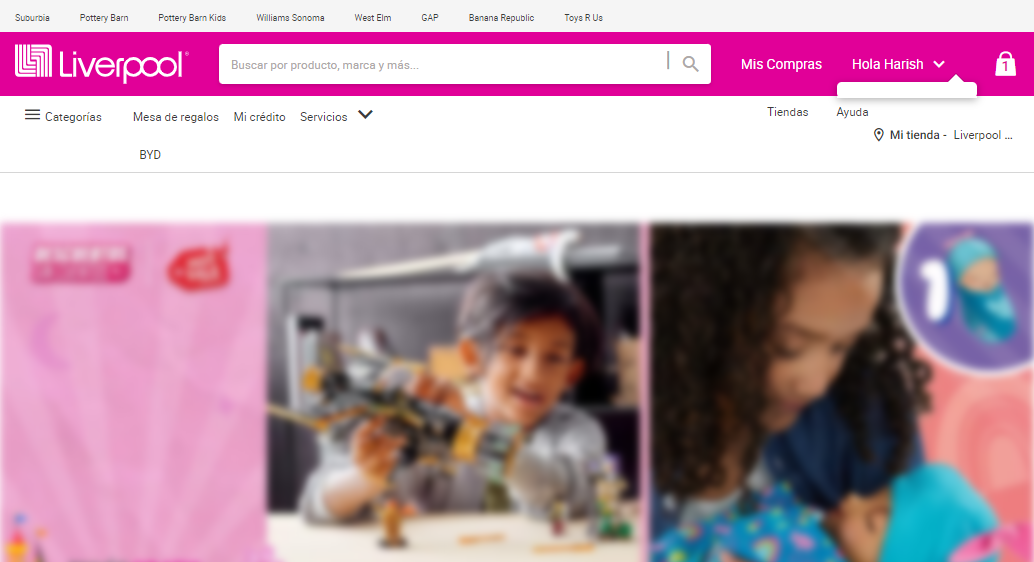 Suburbia Pottery Barn Pottery Barn Kids Williams Sonoma West Elm GAP Banana Republic Toys R Us
Liverpool® Buscar por producto, marca y más... Mis Compras Hola Harish 1
Categorías Mesa de regalos Mi crédito Servicios Tiendas Ayuda
Mi tienda - Liverpool ...
BYD
1